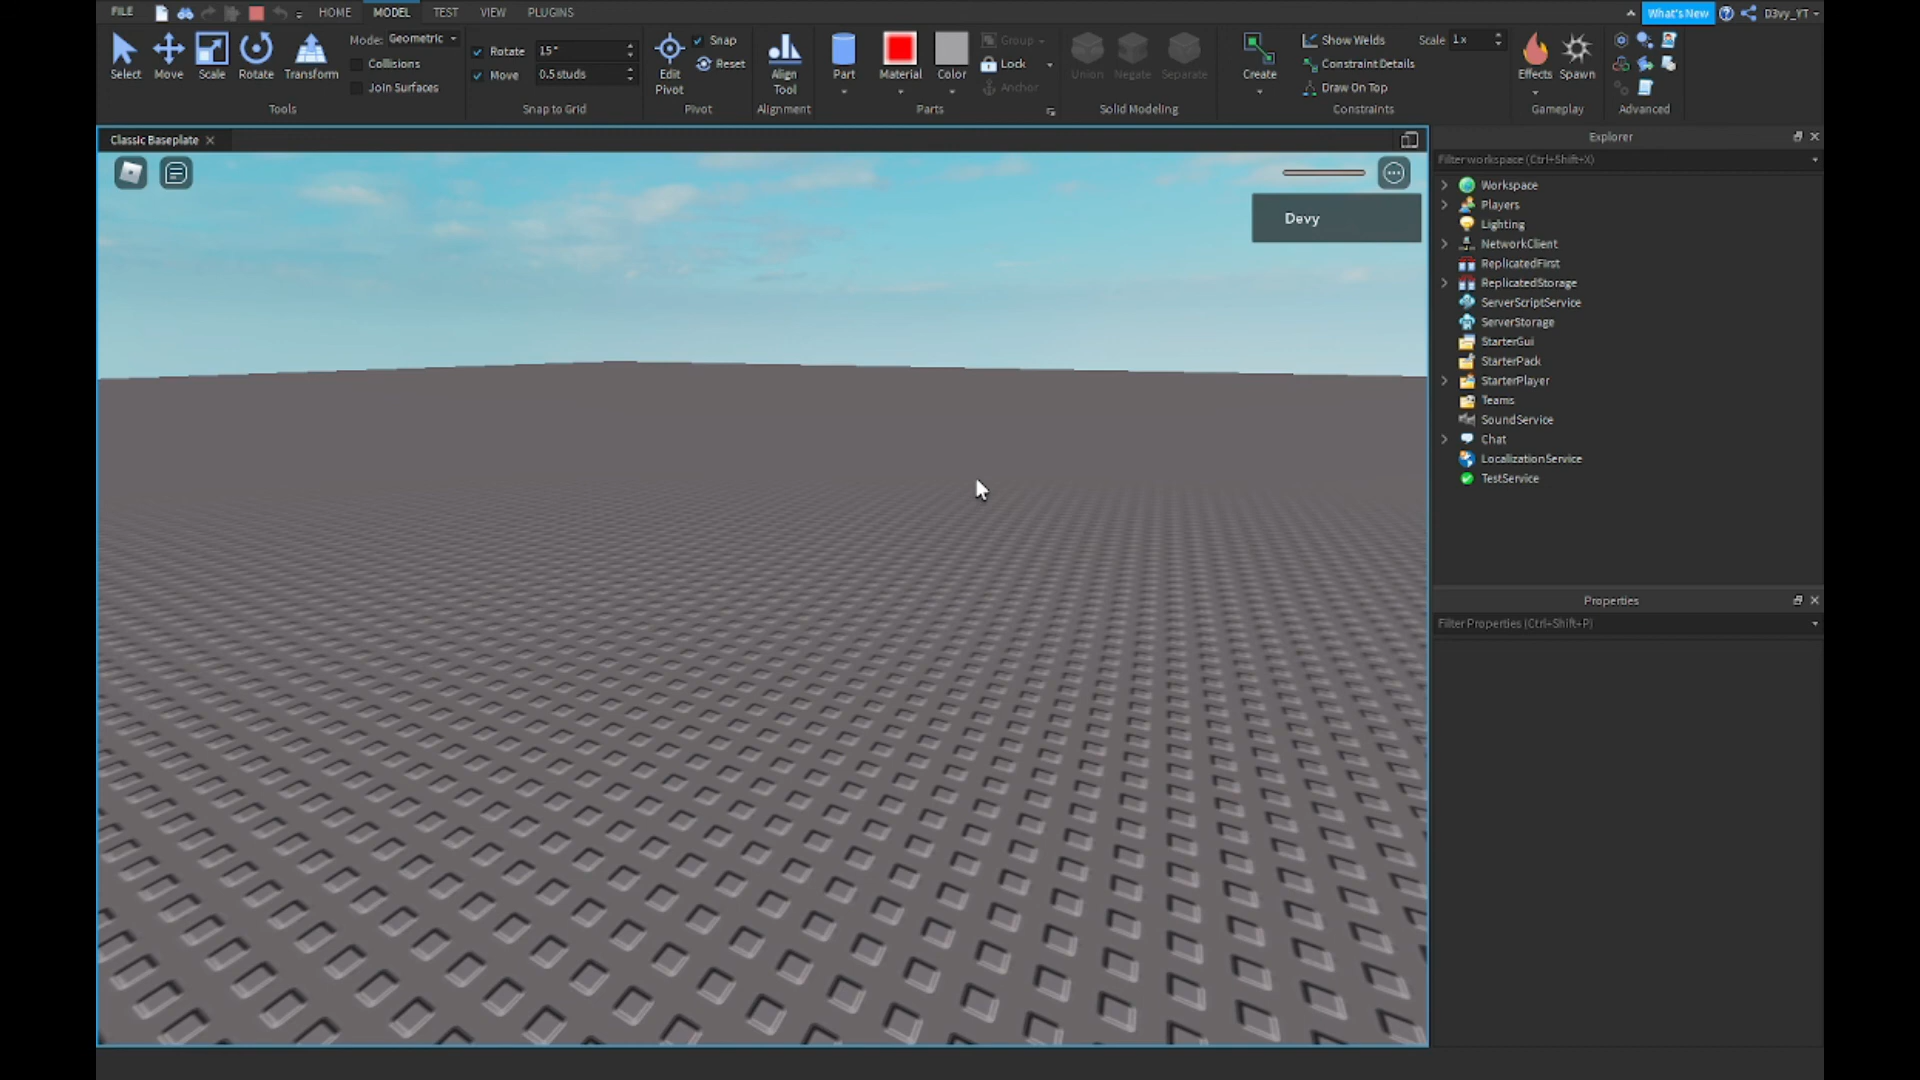 FILE HOME MODEL TEST VIEW PLUGINS What's New D3vy_YT
Select Move Scale Rotate Transform
Mode: Geometric
Collisions
Join Surfaces
Tools
Rotate 15°
Move 0.5 studs
Snap to Grid
Edit Pivot
Snap
Reset
Pivot
Align Tool
Alignment
Part Material Color
Group
Lock
Anchor
Parts
Union Negate Separate
Solid Modeling
Create
Show Welds
Constraint Details
Draw On Top
Scale 1 x
Constraints
Effects Spawn
Gameplay
Advanced
Classic Baseplate
Devy
Explorer
Filter workspace (Ctrl+Shift+X)
Workspace
Players
Lighting
NetworkClient
ReplicatedFirst
ReplicatedStorage
ServerScriptService
ServerStorage
StarterGui
StarterPack
StarterPlayer
Teams
SoundService
Chat
LocalizationService
TestService
Properties
Filter Properties (Ctrl+Shift+P)